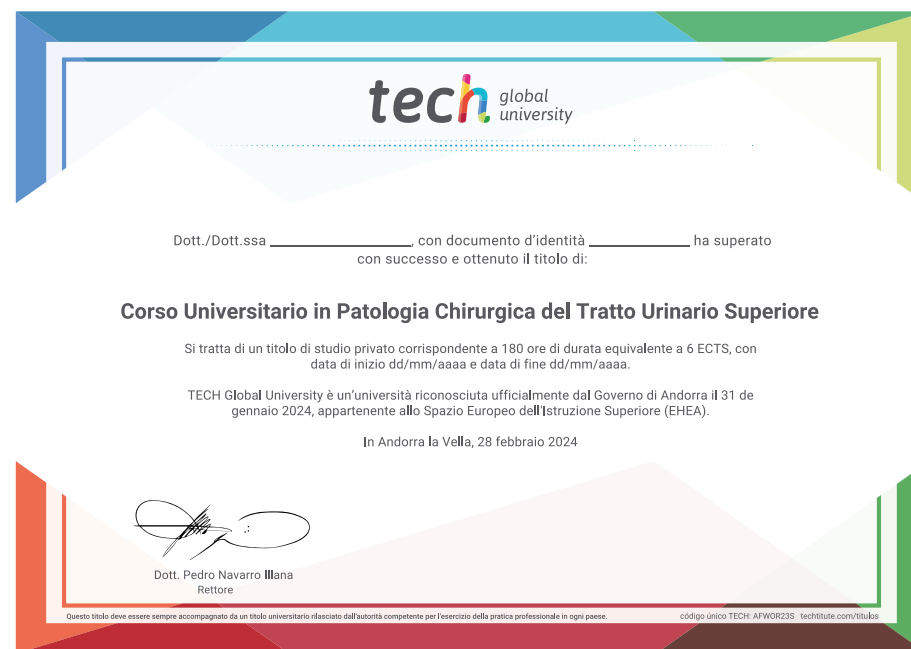 tech global
university
Dott./Dott.ssa ____________________, con documento d'identità ______________ ha superato
con successo e ottenuto il titolo di:
Corso Universitario in Patologia Chirurgica del Tratto Urinario Superiore
Si tratta di un titolo di studio privato corrispondente a 180 ore di durata equivalente a 6 ECTS, con
data di inizio dd/mm/aaaa e data di fine dd/mm/aaaa.
TECH Global University è un'università riconosciuta ufficialmente dal Governo di Andorra il 31 de
gennaio 2024, appartenente allo Spazio Europeo dell'Istruzione Superiore (EHEA).
In Andorra la Vella, 28 febbraio 2024
Dott. Pedro Navarro Illana
Rettore
Questo titolo deve essere sempre accompagnato da un titolo universitario rilasciato dall'autorità competente per l'esercizio della pratica professionale in ogni paese.
código único TECH: AFWOR23S techtitute.com/titulos